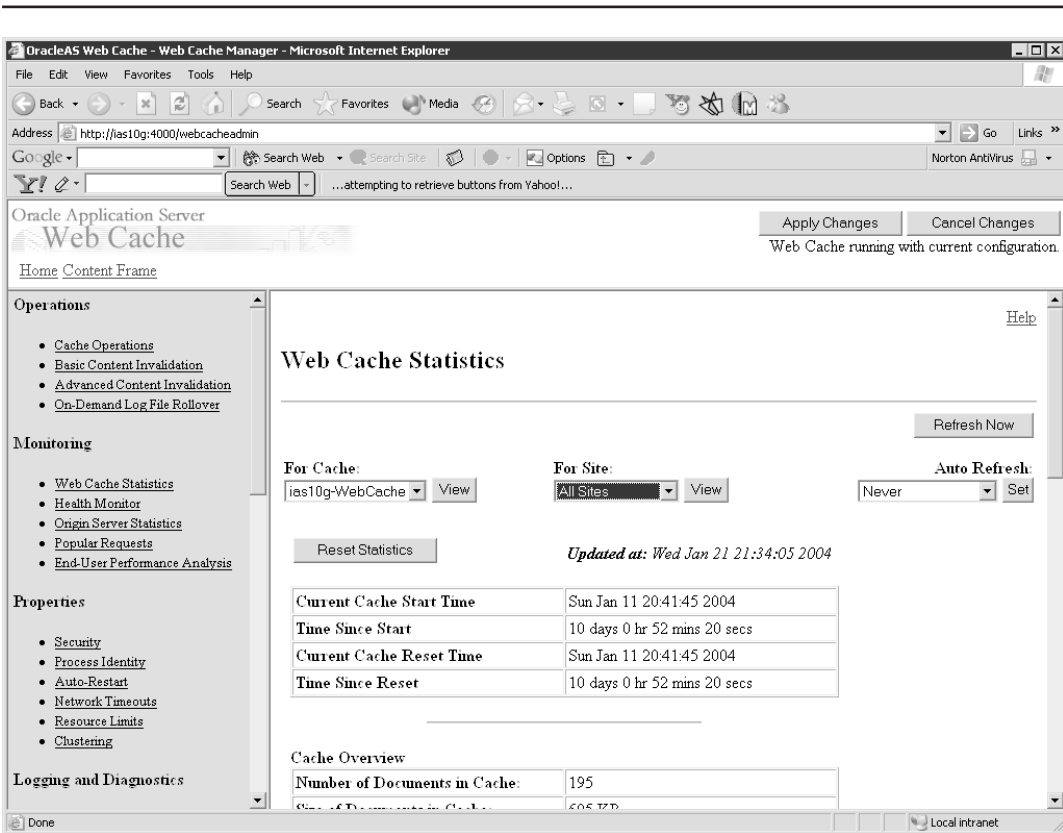 OracleAS Web Cache - Web Cache Manager - Microsoft Internet Explorer
File Edit View Favorites Tools Help
Back Search Favorites Media
Address http://ias10g:4000/webcacheadmin Go Links »
Google Search Web Search Site Options Norton AntiVirus
Y! Search Web ...attempting to retrieve buttons from Yahoo!...
Oracle Application Server
Web Cache
Apply Changes Cancel Changes
Web Cache running with current configuration.
Home Content Frame
Operations
Cache Operations
Basic Content Invalidation
Advanced Content Invalidation
On-Demand Log File Rollover
Monitoring
Web Cache Statistics
Health Monitor
Origin Server Statistics
Popular Requests
End-User Performance Analysis
Properties
Security
Process Identity
Auto-Restart
Network Timeouts
Resource Limits
Clustering
Logging and Diagnostics
Help
Web Cache Statistics
Refresh Now
For Cache: For Site: Auto Refresh:
ias10g-WebCache View All Sites View Never Set
Reset Statistics Updated at: Wed Jan 21 21:34:05 2004
Current Cache Start Time Sun Jan 11 20:41:45 2004
Time Since Start 10 days 0 hr 52 mins 20 secs
Current Cache Reset Time Sun Jan 11 20:41:45 2004
Time Since Reset 10 days 0 hr 52 mins 20 secs
Cache Overview
Number of Documents in Cache: 195
Size of Documents in Cache: 695 KB
Done Local intranet